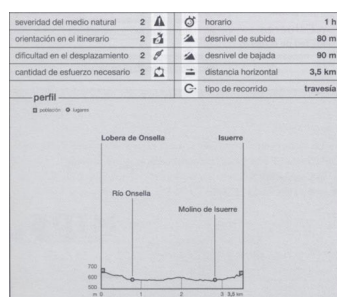 severidad del medio natural 2 horario 1 h
orientación en el itinerario 2 desnivel de subida 80 m
dificultad en el desplazamiento 2 desnivel de bajada 90 m
cantidad de esfuerzo necesario 2 distancia horizontal 3,5 km
tipo de recorrido travesía
perfil
población lugares
Lobera de Onsella Isuerre
Río Onsella
Molino de Isuerre
700
600
500
m 0 1 2 3 3,5 km